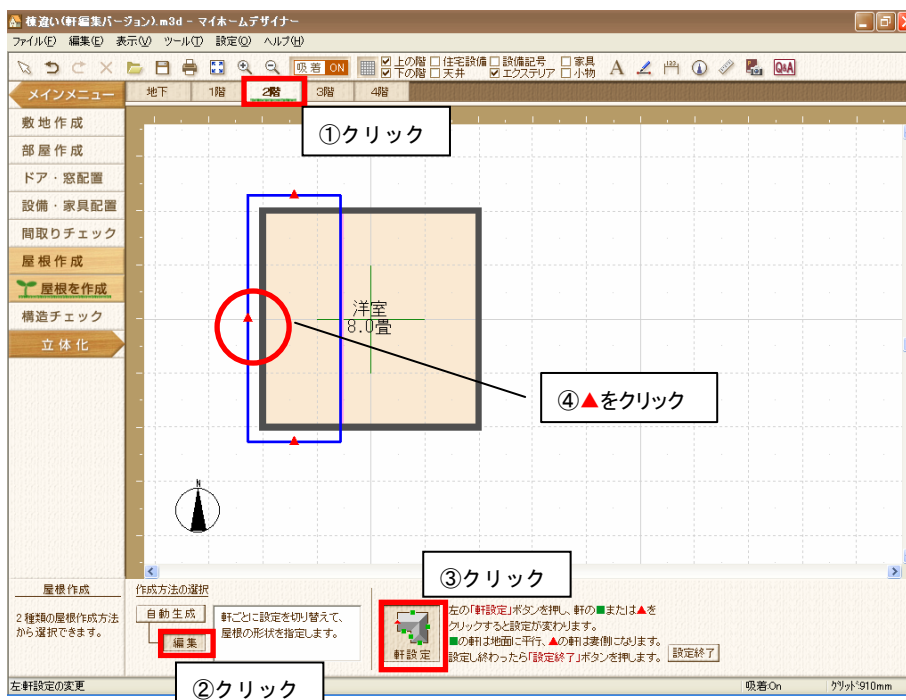 棟違い(軒編集バージョン).m3d - マイホームデザイナー
ファイル(F) 編集(E) 表示(V) ツール(T) 設定(O) ヘルプ(H)
吸着 ON
上の階 住宅設備 設備記号 家具
下の階 天井 エクステリア 小物
A
Q&A
メインメニュー
地下 1階 2階 3階 4階
①クリック
敷地作成
部屋作成
ドア・窓配置
設備・家具配置
間取りチェック
屋根作成
屋根を作成
構造チェック
立体化
洋室
8.0畳
④▲をクリック
N
③クリック
屋根作成
2種類の屋根作成方法
から選択できます。
作成方法の選択
自動生成
編集
軒ごとに設定を切り替えて、
屋根の形状を指定します。
軒設定
左の「軒設定」ボタンを押し、軒の■または▲を
クリックすると設定が変わります。
■の軒は地面に平行、▲の軒は妻側になります。
設定し終わったら「設定終了」ボタンを押します。
設定終了
②クリック
左軒設定の変更
吸着:On
グリッド:910mm